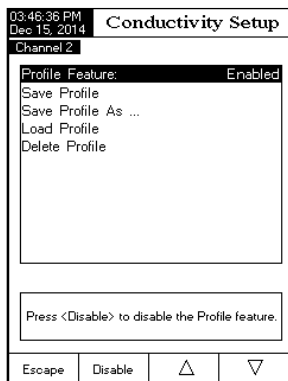 03:46:36 PM
Dec 15, 2014
Conductivity Setup
Channel 2
Profile Feature: Enabled
Save Profile
Save Profile As ...
Load Profile
Delete Profile
Press <Disable> to disable the Profile feature.
Escape Disable △ ▽